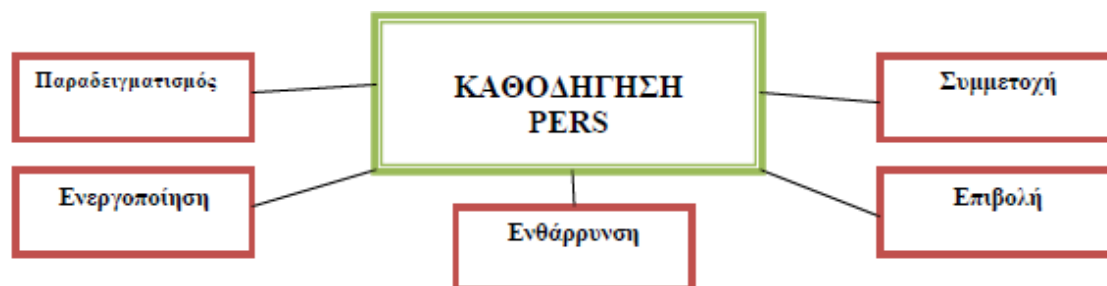 ΚΑΘΟΔΗΓΗΣΗ
PERS
Παραδειγματισμός
Συμμετοχή
Ενεργοποίηση
Επιβολή
Ενθάρρυνση